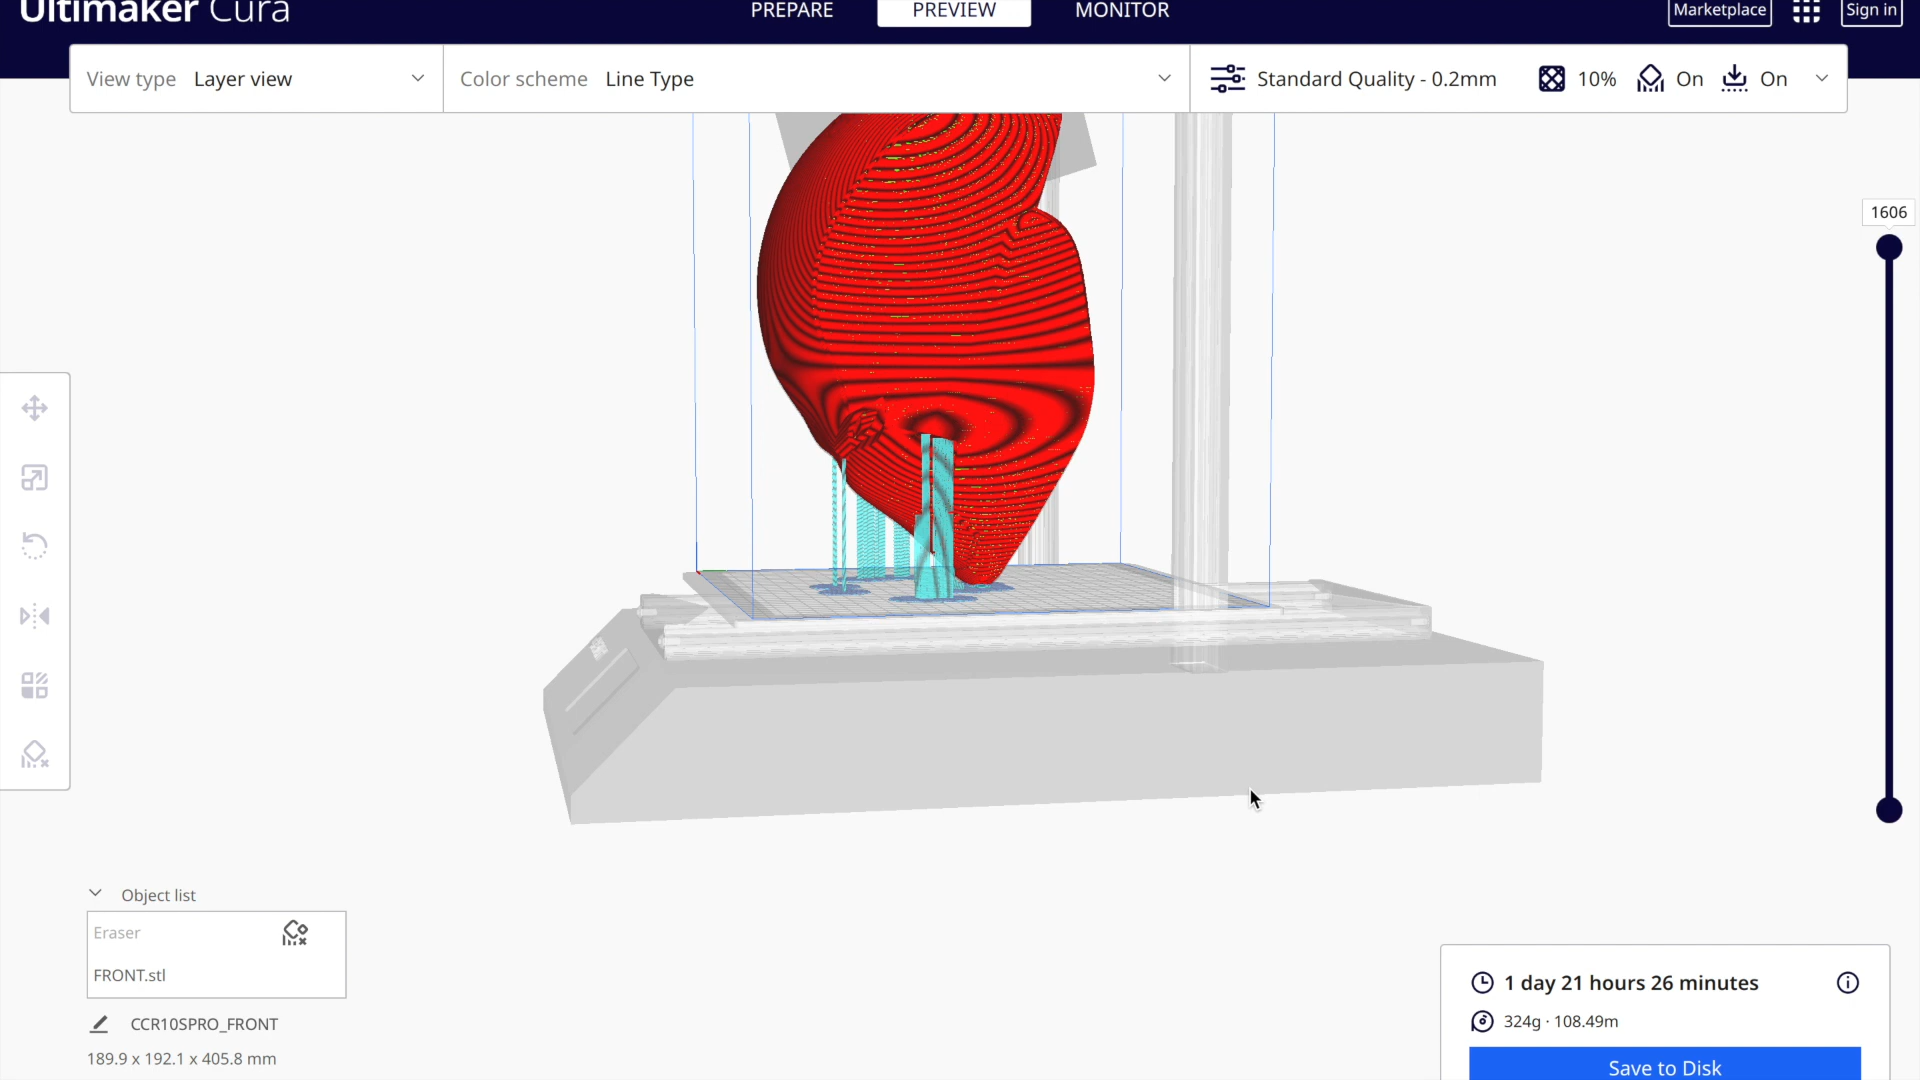 Ultimaker Cura
PREPARE
PREVIEW
MONITOR
Marketplace
Sign in
View type Layer view
Color scheme Line Type
Standard Quality - 0.2mm
10%
On
On
1606
Object list
Eraser
FRONT.stl
CCR10SPRO_FRONT
189.9 x 192.1 x 405.8 mm
1 day 21 hours 26 minutes
324g · 108.49m
Save to Disk